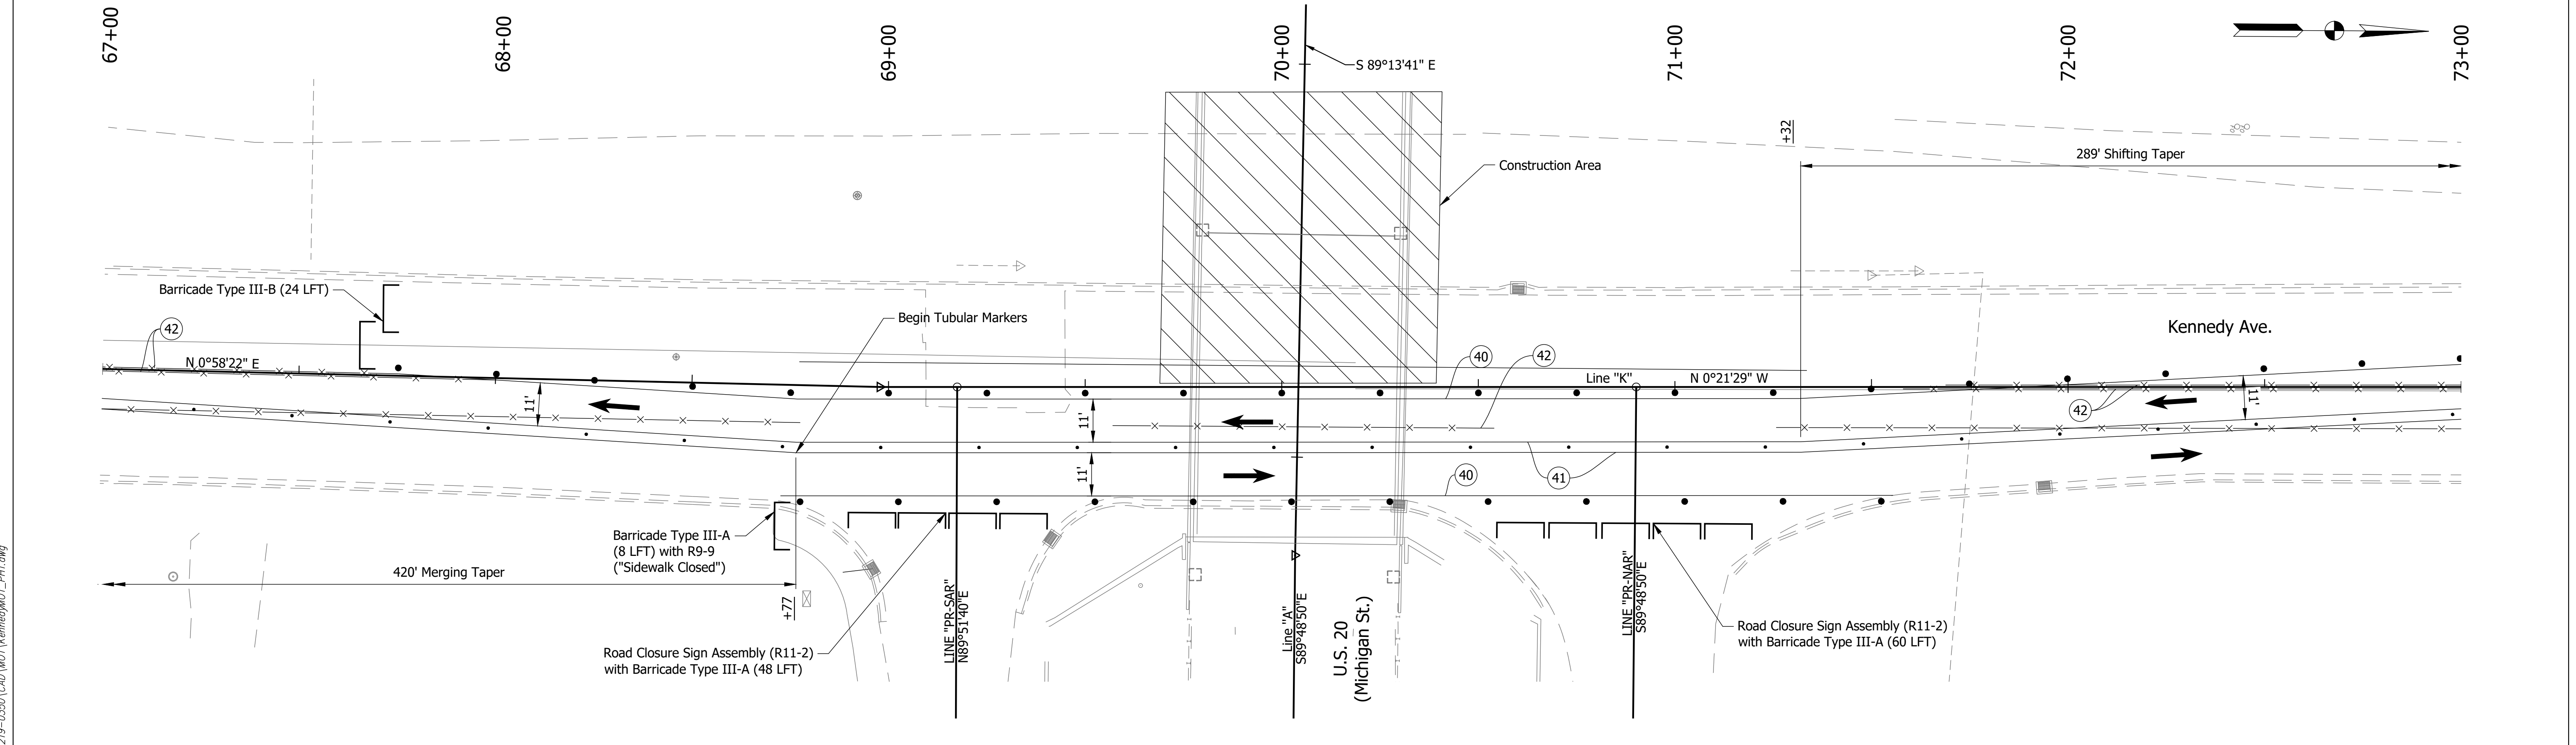 67+00
68+00
69+00
70+00
71+00
72+00
73+00
S 89°13'41" E
+32
289' Shifting Taper
Construction Area
Barricade Type III-B (24 LFT)
Begin Tubular Markers
Kennedy Ave.
42
N 0°58'22" E
40
42
Line "K"
N 0°21'29" W
11'
11'
11'
42
11'
40
41
Barricade Type III-A
(8 LFT) with R9-9
("Sidewalk Closed")
420' Merging Taper
+77
LINE "PR-SAR"
N89°51'40"E
Line "A"
S89°48'50"E
U.S. 20
(Michigan St.)
LINE "PR-NAR"
S89°48'50"E
Road Closure Sign Assembly (R11-2)
with Barricade Type III-A (48 LFT)
Road Closure Sign Assembly (R11-2)
with Barricade Type III-A (60 LFT)